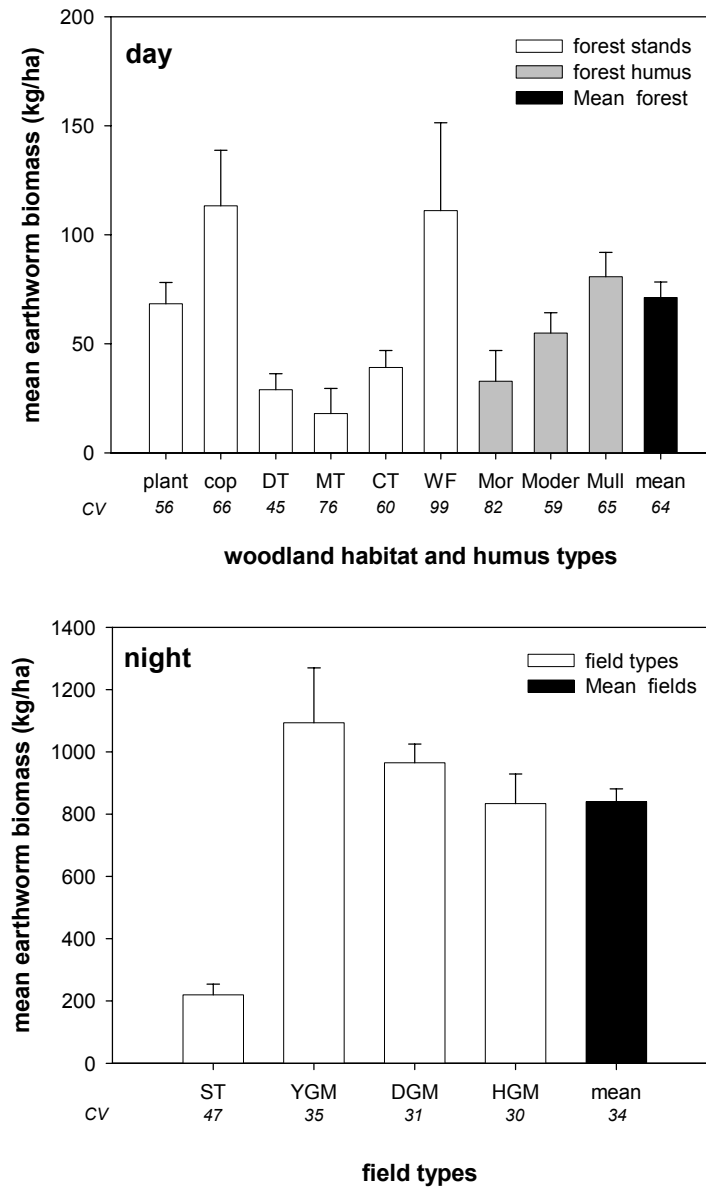 day
forest stands
forest humus
Mean forest
mean earthworm biomass (kg/ha)
200
150
100
50
0
plant cop DT MT CT WF Mor Moder Mull mean
CV 56 66 45 76 60 99 82 59 65 64
woodland habitat and humus types
night
field types
Mean fields
mean earthworm biomass (kg/ha)
1400
1200
1000
800
600
400
200
0
ST YGM DGM HGM mean
CV 47 35 31 30 34
field types